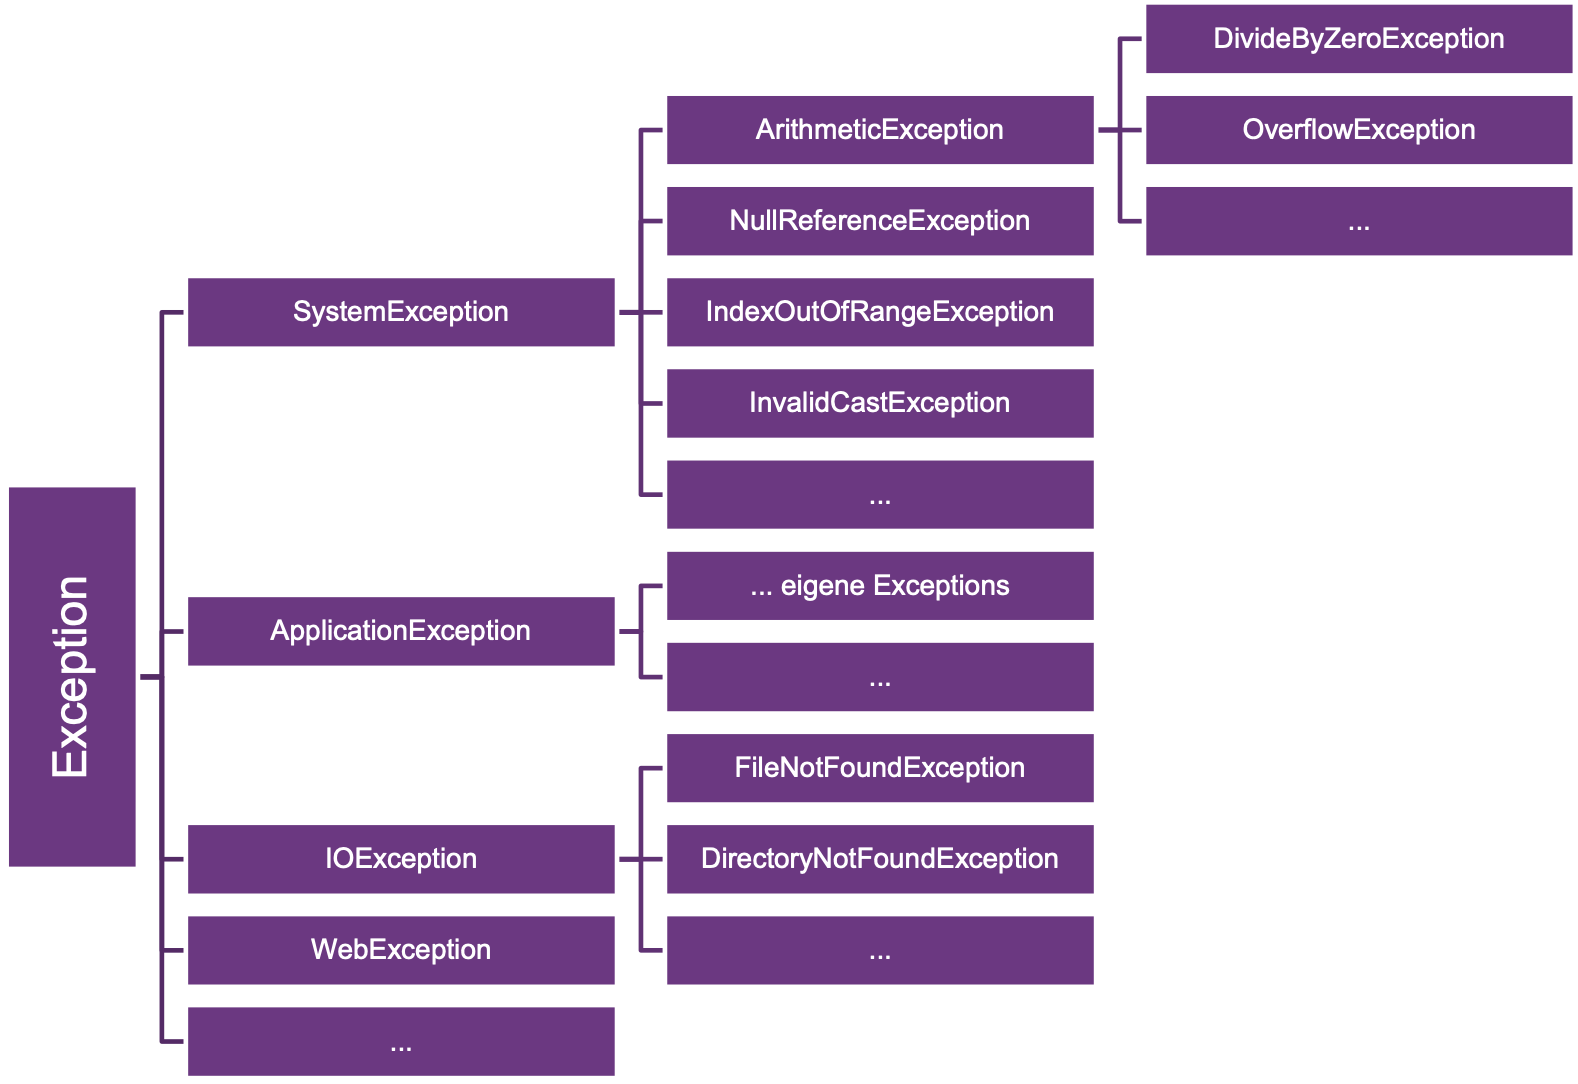 Exception
SystemException
ArithmeticException
DivideByZeroException
OverflowException
...
NullReferenceException
IndexOutOfRangeException
InvalidCastException
...
ApplicationException
... eigene Exceptions
...
IOException
FileNotFoundException
DirectoryNotFoundException
...
WebException
...